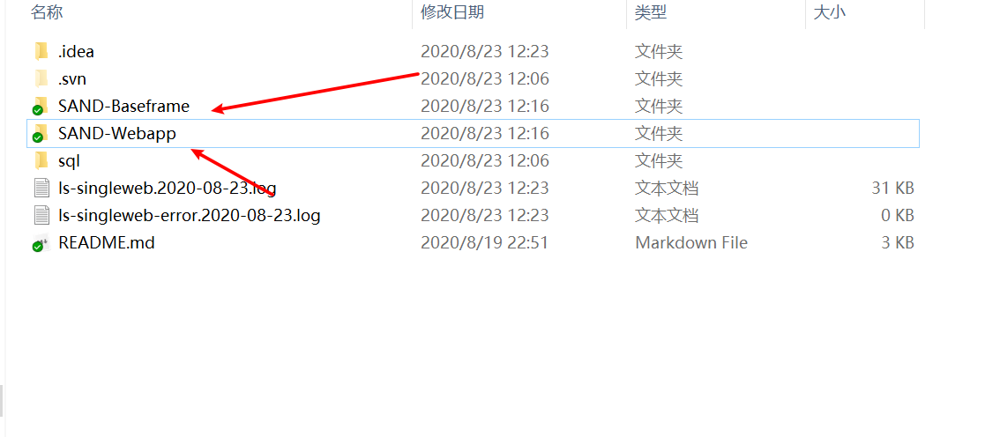 名称 修改日期 类型 大小
.idea 2020/8/23 12:23 文件夹
.svn 2020/8/23 12:06 文件夹
SAND-Baseframe 2020/8/23 12:16 文件夹
SAND-Webapp 2020/8/23 12:16 文件夹
sql 2020/8/23 12:06 文件夹
ls-singleweb.2020-08-23.log 2020/8/23 12:23 文本文档 31 KB
ls-singleweb-error.2020-08-23.log 2020/8/23 12:23 文本文档 0 KB
README.md 2020/8/19 22:51 Markdown File 3 KB